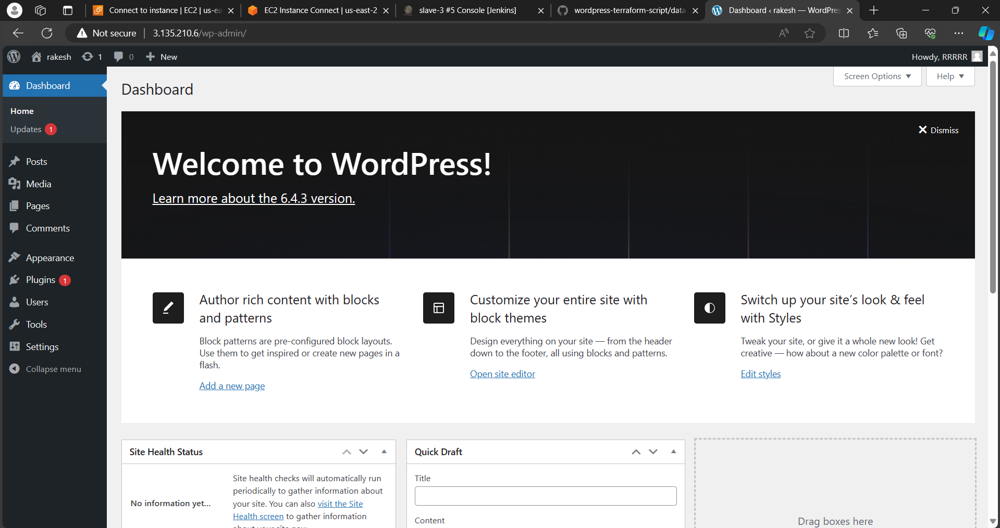 Connect to instance | EC2 | us-ea
EC2 Instance Connect | us-east-2
slave-3 #5 Console [Jenkins]
wordpress-terraform-script/data
Dashboard ‹ rakesh — WordPres
Not secure
3.135.210.6/wp-admin/
rakesh
1
0
New
Howdy, RRRRR
Dashboard
Home
Updates 1
Posts
Media
Pages
Comments
Appearance
Plugins 1
Users
Tools
Settings
Collapse menu
Screen Options
Help
Dashboard
Dismiss
Welcome to WordPress!
Learn more about the 6.4.3 version.
Author rich content with blocks
and patterns
Block patterns are pre-configured block layouts.
Use them to get inspired or create new pages in a
flash.
Add a new page
Customize your entire site with
block themes
Design everything on your site — from the header
down to the footer, all using blocks and patterns.
Open site editor
Switch up your site’s look & feel
with Styles
Tweak your site, or give it a whole new look! Get
creative — how about a new color palette or font?
Edit styles
Site Health Status
No information yet...
Site health checks will automatically run
periodically to gather information about
your site. You can also visit the Site
Health screen to gather information
Quick Draft
Title
Content
Drag boxes here